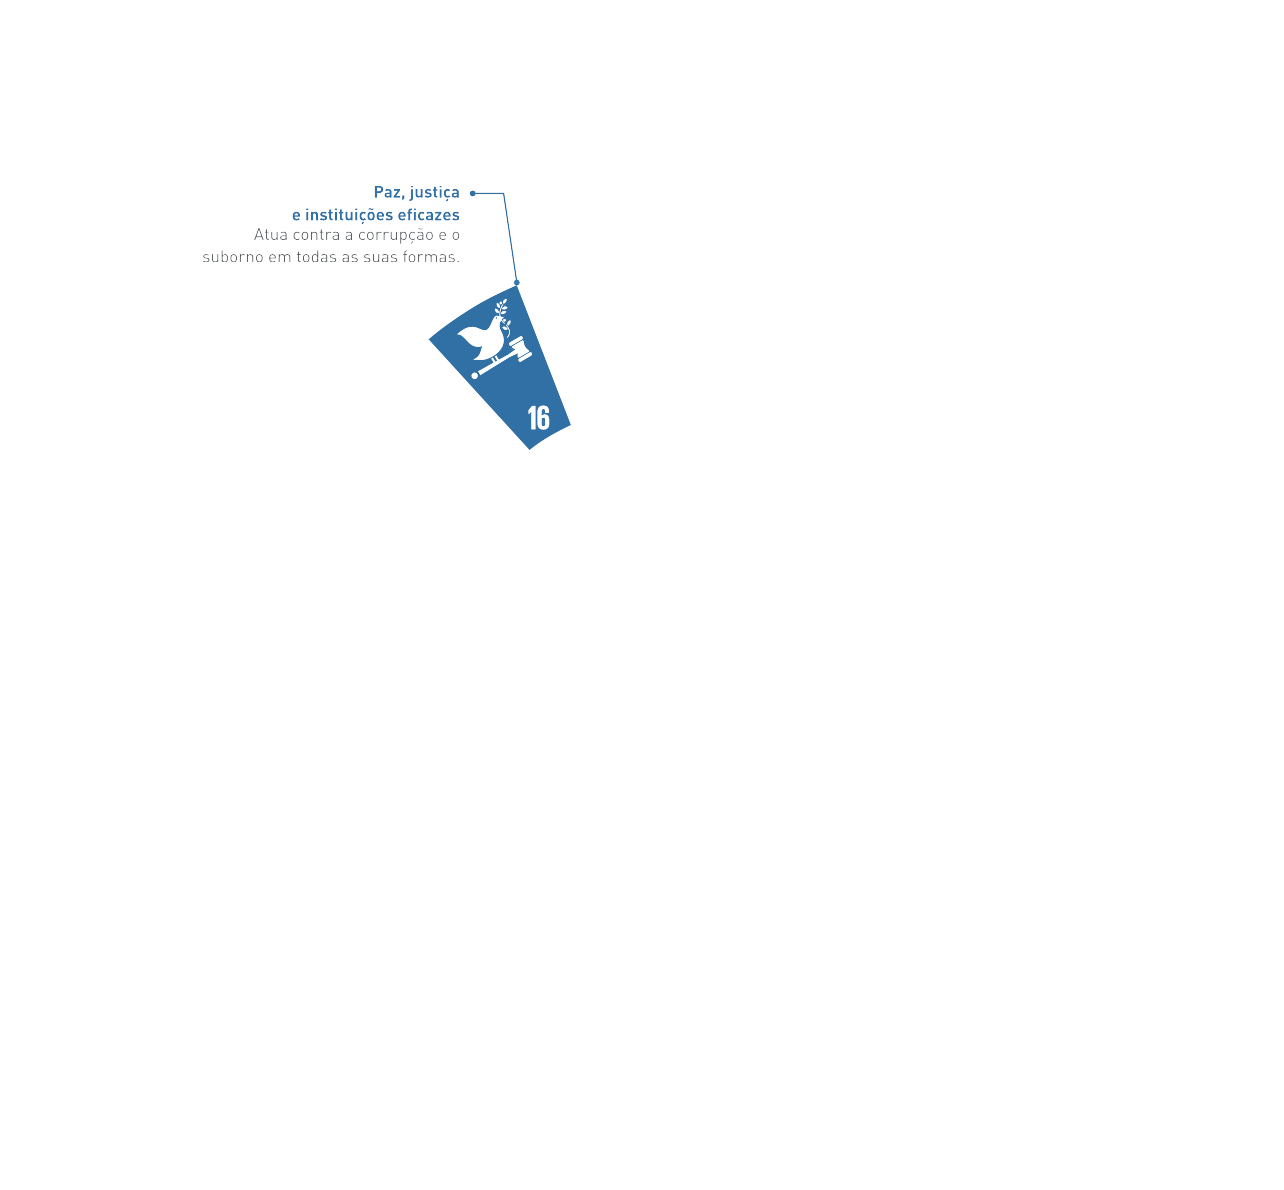 Paz, justiça
e instituições eficazes
Atua contra a corrupção e o
suborno em todas as suas formas.
16